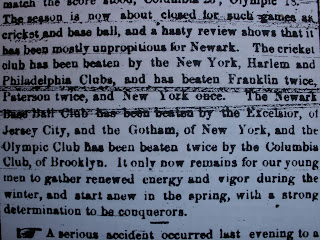 match the score stood, Columbia 26, Olympic 18.—
The season is now about closed for such games as
cricket and base ball, and a hasty review shows that it
has been mostly unpropitious for Newark. The cricket
club has been beaten by the New York, Harlem and
Philadelphia Clubs, and has beaten Franklin twice,
Paterson twice, and New York once. The Newark
Base Ball Club has been beaten by the Excelsior, of
Jersey City, and the Gotham, of New York, and the
Olympic Club has been beaten twice by the Columbia
Club, of Brooklyn. It only now remains for our young
men to gather renewed energy and vigor during the
winter, and start anew in the spring, with a strong
determination to be conquerors.
☞ A serious accident occurred last evening to a